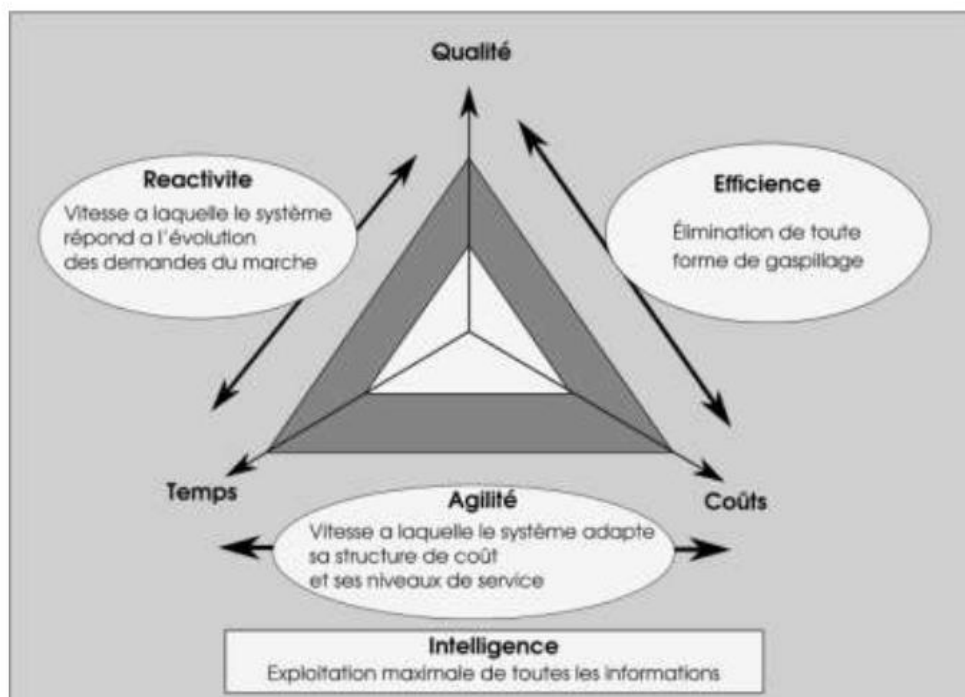 Qualité
Reactivite
Vitesse a laquelle le système
répond a l'évolution
des demandes du marche
Efficience
Élimination de toute
forme de gaspillage
Temps
Coûts
Agilité
Vitesse a laquelle le système adapte
sa structure de coût
et ses niveaux de service
Intelligence
Exploitation maximale de toutes les informations